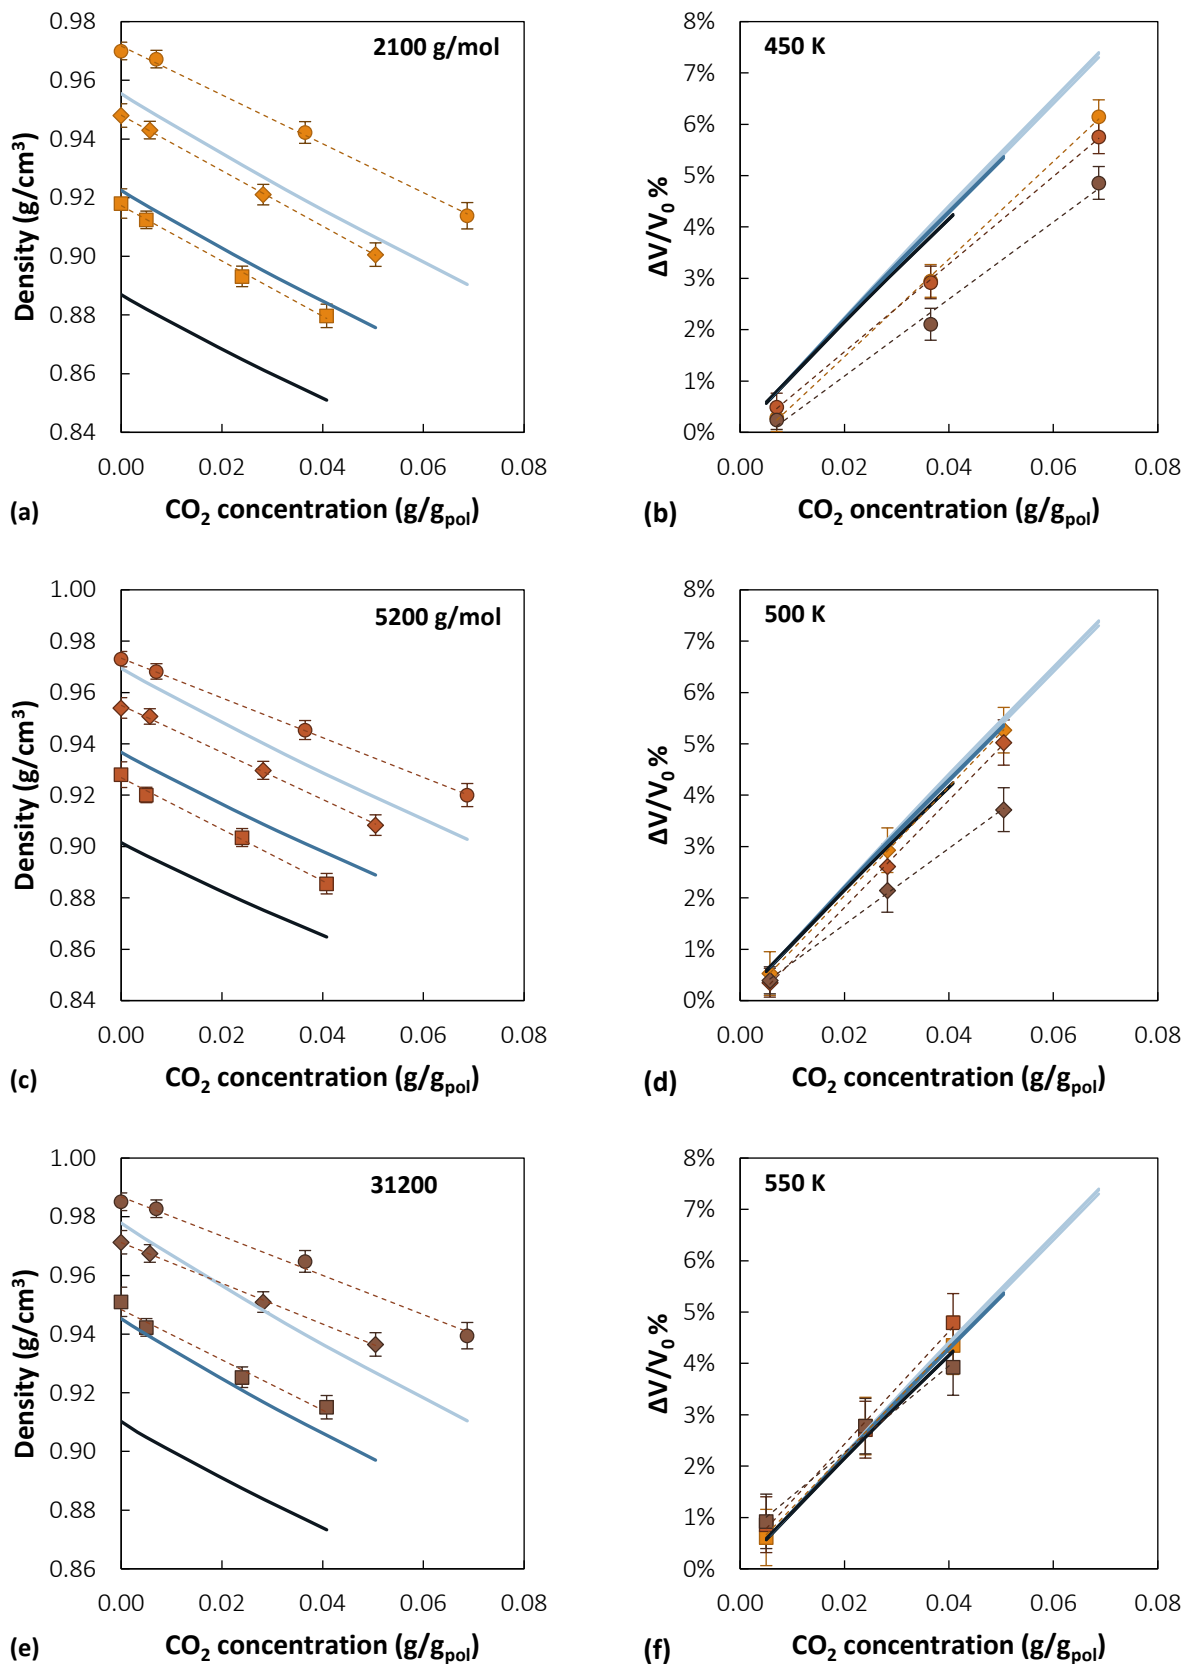 0.98
0.96
0.94
0.92
0.90
0.88
0.86
0.84
Density (g/cm³)
2100 g/mol
0.00 0.02 0.04 0.06 0.08
(a) CO₂ concentration (g/gpol)
8%
7%
6%
5%
4%
3%
2%
1%
0%
ΔV/V₀ %
450 K
0.00 0.02 0.04 0.06 0.08
(b) CO₂ oncentration (g/gpol)
1.00
0.98
0.96
0.94
0.92
0.90
0.88
0.86
0.84
Density (g/cm³)
5200 g/mol
0.00 0.02 0.04 0.06 0.08
(c) CO₂ concentration (g/gpol)
8%
7%
6%
5%
4%
3%
2%
1%
0%
ΔV/V₀ %
500 K
0.00 0.02 0.04 0.06 0.08
(d) CO₂ concentration (g/gpol)
1.00
0.98
0.96
0.94
0.92
0.90
0.88
0.86
Density (g/cm³)
31200
0.00 0.02 0.04 0.06 0.08
(e) CO₂ concentration (g/gpol)
8%
7%
6%
5%
4%
3%
2%
1%
0%
ΔV/V₀ %
550 K
0.00 0.02 0.04 0.06 0.08
(f) CO₂ concentration (g/gpol)